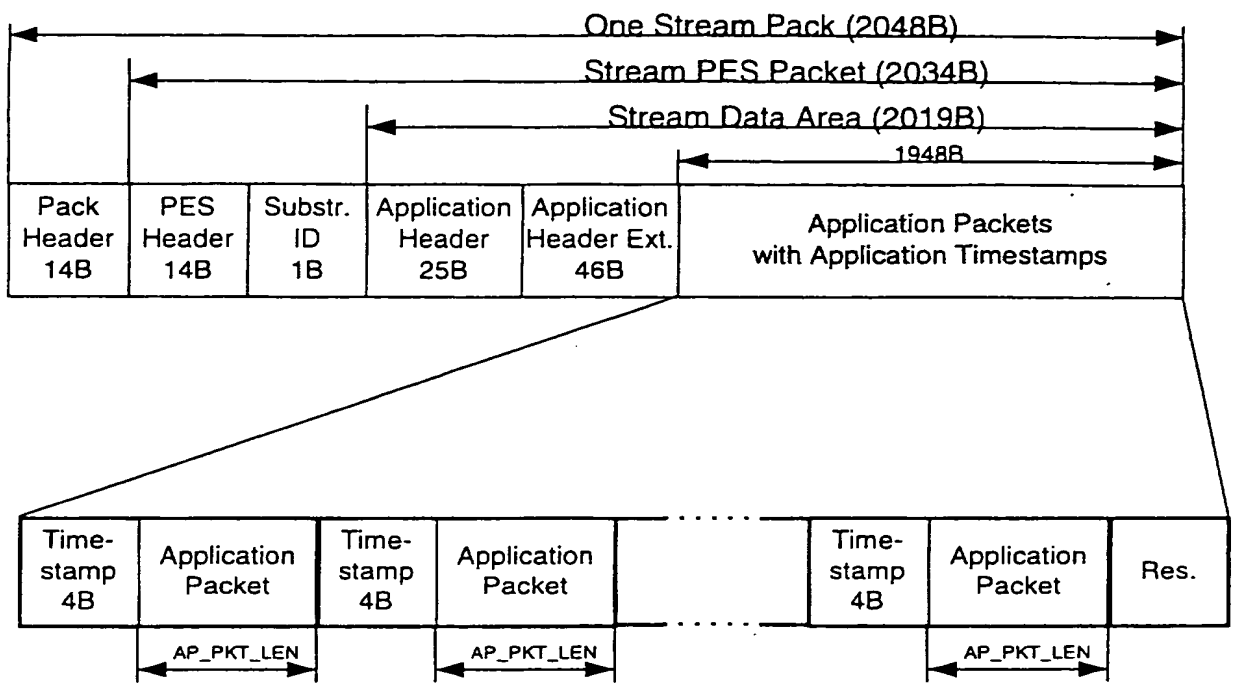 One Stream Pack (2048B)
Stream PES Packet (2034B)
Stream Data Area (2019B)
1948B
Pack
Header
14B
PES
Header
14B
Substr.
ID
1B
Application
Header
25B
Application
Header Ext.
46B
Application Packets
with Application Timestamps
Time-
stamp
4B
Application
Packet
Time-
stamp
4B
Application
Packet
Time-
stamp
4B
Application
Packet
Res.
AP_PKT_LEN
AP_PKT_LEN
AP_PKT_LEN